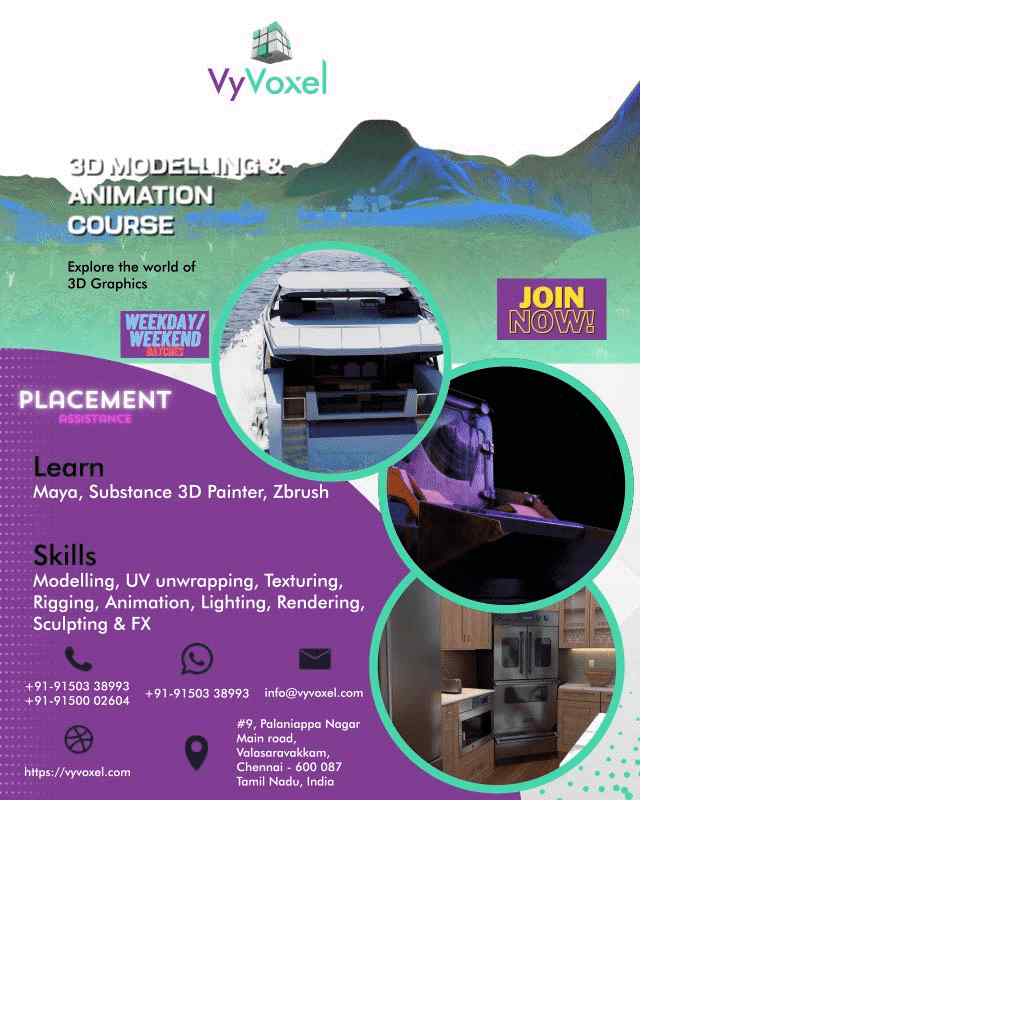 VyVoxel
3D MODELLING &
ANIMATION
COURSE
Explore the world of
3D Graphics
WEEKDAY/
WEEKEND
BATCHES
JOIN
NOW!
PLACEMENT
ASSISTANCE
Learn
Maya, Substance 3D Painter, Zbrush
Skills
Modelling, UV unwrapping, Texturing,
Rigging, Animation, Lighting, Rendering,
Sculpting & FX
+91-91503 38993
+91-91500 02604
+91-91503 38993
info@vyvoxel.com
https://vyvoxel.com
#9, Palaniappa Nagar
Main road,
Valasaravakkam,
Chennai - 600 087
Tamil Nadu, India